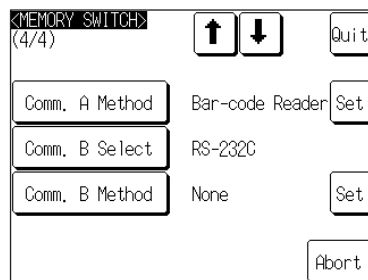 <MEMORY SWITCH>
(4/4) ↑ ↓ Quit
Comm. A Method Bar-code Reader Set
Comm. B Select RS-232C
Comm. B Method None Set
Abort